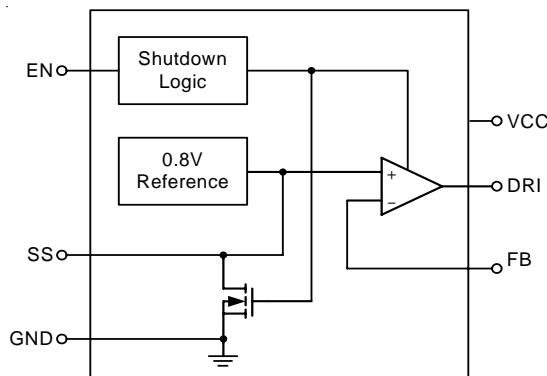 EN
Shutdown
Logic
VCC
0.8V
Reference
+
−
DRI
SS
FB
GND